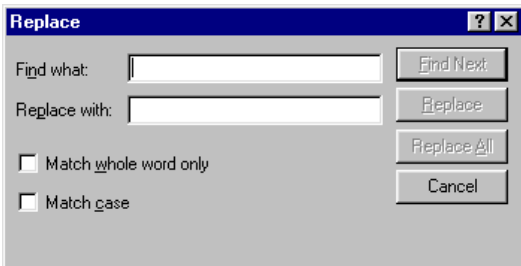 Replace
Find what:
Find Next
Replace with:
Replace
Replace All
Match whole word only
Cancel
Match case